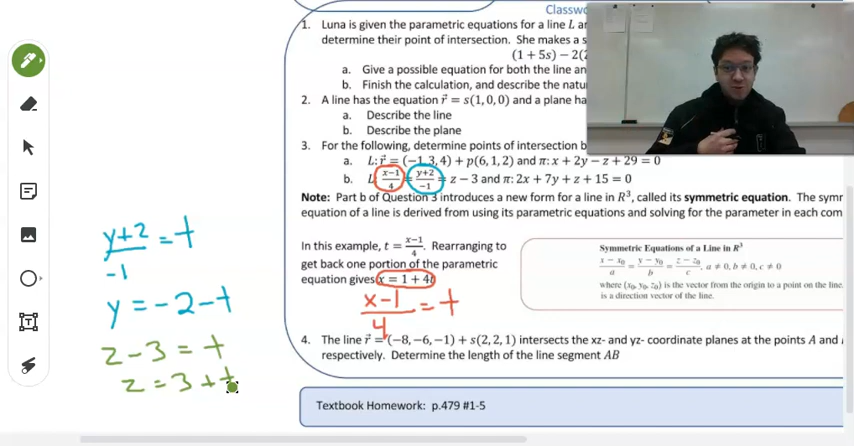 Classwo
1. Luna is given the parametric equations for a line L ar
determine their point of intersection. She makes a s
(1 + 5s) − 2(2
a. Give a possible equation for both the line an
b. Finish the calculation, and describe the natu
2. A line has the equation r⃗ = s(1, 0, 0) and a plane ha
a. Describe the line
b. Describe the plane
3. For the following, determine points of intersection b
a. L: r⃗ = (−1, 3, 4) + p(6, 1, 2) and π: x + 2y − z + 29 = 0
b. L: (x−1)/4 = (y+2)/−1 = z − 3 and π: 2x + 7y + z + 15 = 0
Note: Part b of Question 3 introduces a new form for a line in R³, called its symmetric equation. The symr
equation of a line is derived from using its parametric equations and solving for the parameter in each com
In this example, t = (x−1)/4. Rearranging to
get back one portion of the parametric
equation gives x = 1 + 4t
Symmetric Equations of a Line in R³
(x − x₀)/a = (y − y₀)/b = (z − z₀)/c, a ≠ 0, b ≠ 0, c ≠ 0
where (x₀, y₀, z₀) is the vector from the origin to a point on the line
is a direction vector of the line.
(x−1)/4 = t
4. The line r⃗ = (−8, −6, −1) + s(2, 2, 1) intersects the xz- and yz- coordinate planes at the points A and
respectively. Determine the length of the line segment AB
Textbook Homework: p.479 #1-5
(y+2)/−1 = t
y = −2 − t
z − 3 = t
z = 3 + t
T